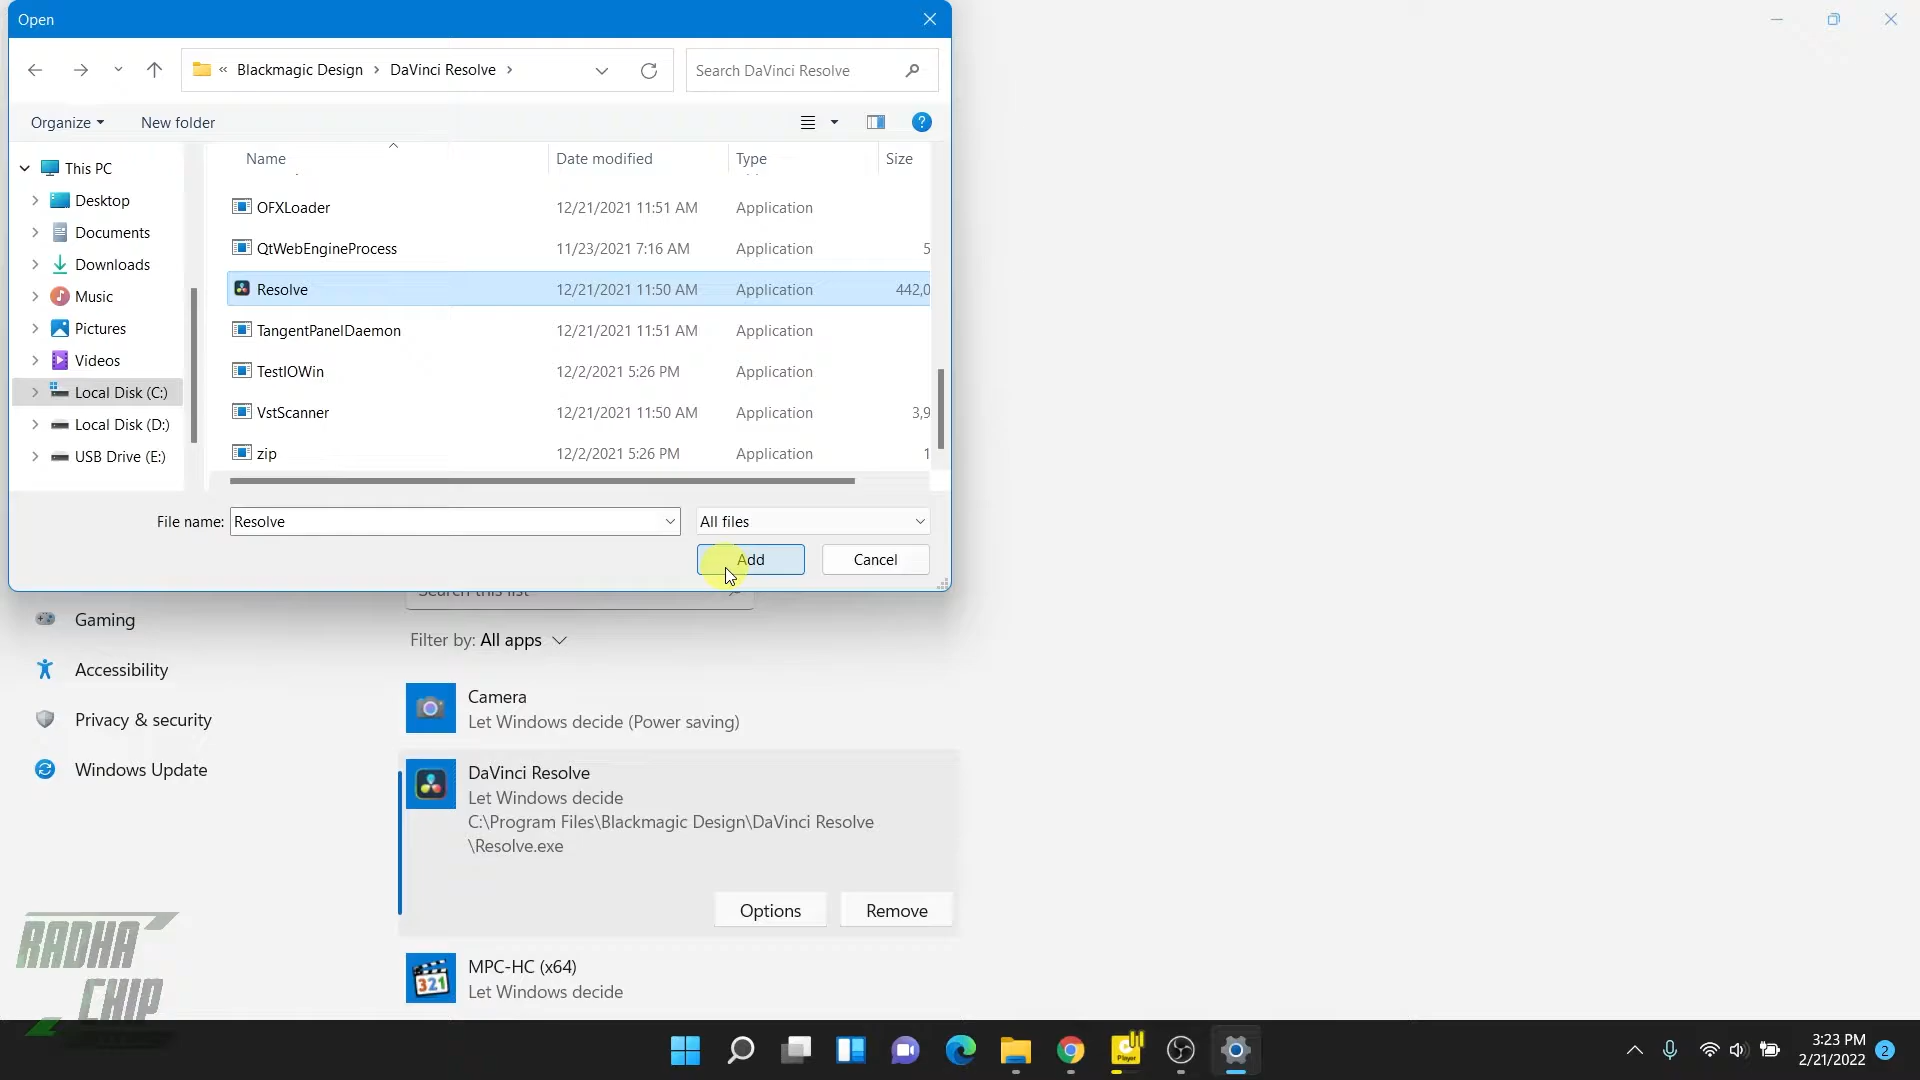 Open
« Blackmagic Design > DaVinci Resolve >
Search DaVinci Resolve
Organize
New folder
?
Name
Date modified
Type
Size
This PC
Desktop
Documents
Downloads
Music
Pictures
Videos
Local Disk (C:)
Local Disk (D:)
USB Drive (E:)
OFXLoader 12/21/2021 11:51 AM Application
QtWebEngineProcess 11/23/2021 7:16 AM Application 5
Resolve 12/21/2021 11:50 AM Application 442,0
TangentPanelDaemon 12/21/2021 11:51 AM Application
TestIOWin 12/2/2021 5:26 PM Application
VstScanner 12/21/2021 11:50 AM Application 3,9
zip 12/2/2021 5:26 PM Application 1
File name: Resolve
All files
Add
Cancel
Gaming
Accessibility
Privacy & security
Windows Update
Search this list
Filter by: All apps
Camera
Let Windows decide (Power saving)
DaVinci Resolve
Let Windows decide
C:\Program Files\Blackmagic Design\DaVinci Resolve
\Resolve.exe
Options
Remove
321
MPC-HC (x64)
Let Windows decide
RADHA
CHIP
Player
3:23 PM
2/21/2022
2